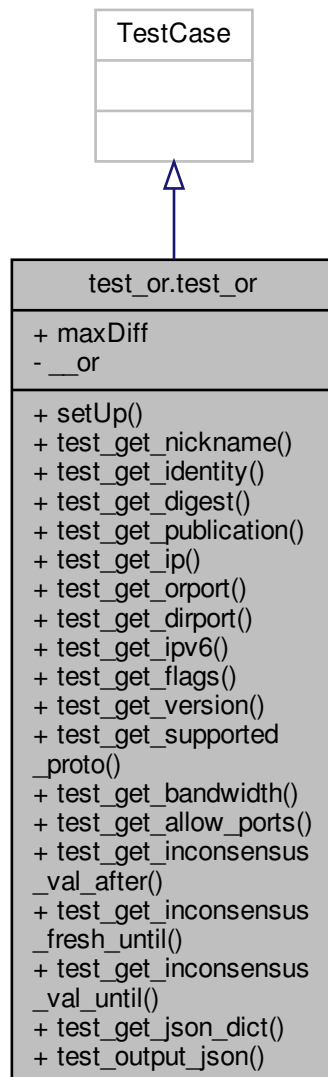 TestCase
test_or.test_or
+ maxDiff
- __or
+ setUp()
+ test_get_nickname()
+ test_get_identity()
+ test_get_digest()
+ test_get_publication()
+ test_get_ip()
+ test_get_orport()
+ test_get_dirport()
+ test_get_ipv6()
+ test_get_flags()
+ test_get_version()
+ test_get_supported
_proto()
+ test_get_bandwidth()
+ test_get_allow_ports()
+ test_get_inconsensus
_val_after()
+ test_get_inconsensus
_fresh_until()
+ test_get_inconsensus
_val_until()
+ test_get_json_dict()
+ test_output_json()